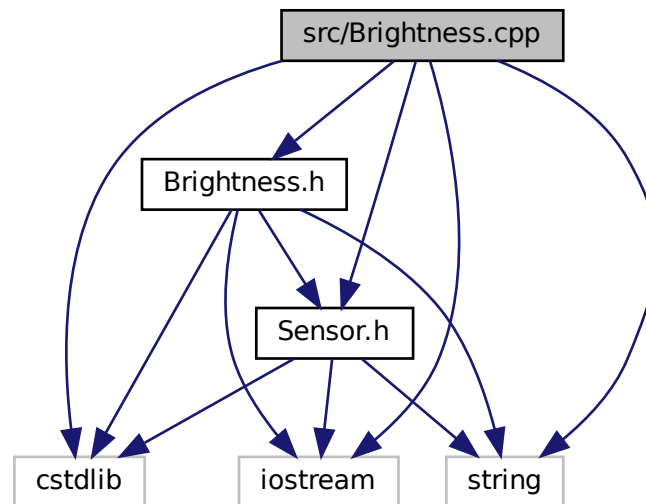 src/Brightness.cpp
Brightness.h
Sensor.h
cstdlib
iostream
string